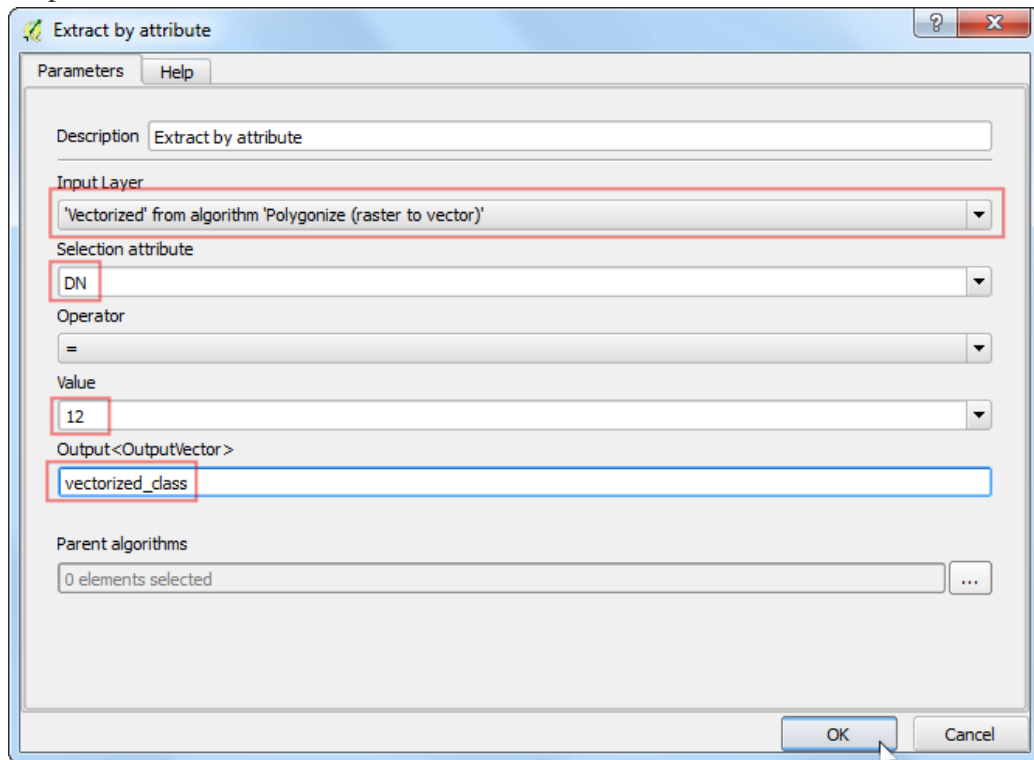 Extract by attribute
?
X
Parameters
Help
Description
Extract by attribute
Input Layer
'Vectorized' from algorithm 'Polygonize (raster to vector)'
Selection attribute
DN
Operator
=
Value
12
Output<OutputVector>
vectorized_class
Parent algorithms
0 elements selected
...
OK
Cancel